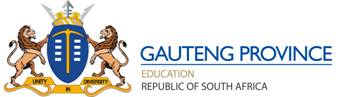 GAUTENG PROVINCE
EDUCATION
REPUBLIC OF SOUTH AFRICA
UNITY IN DIVERSITY